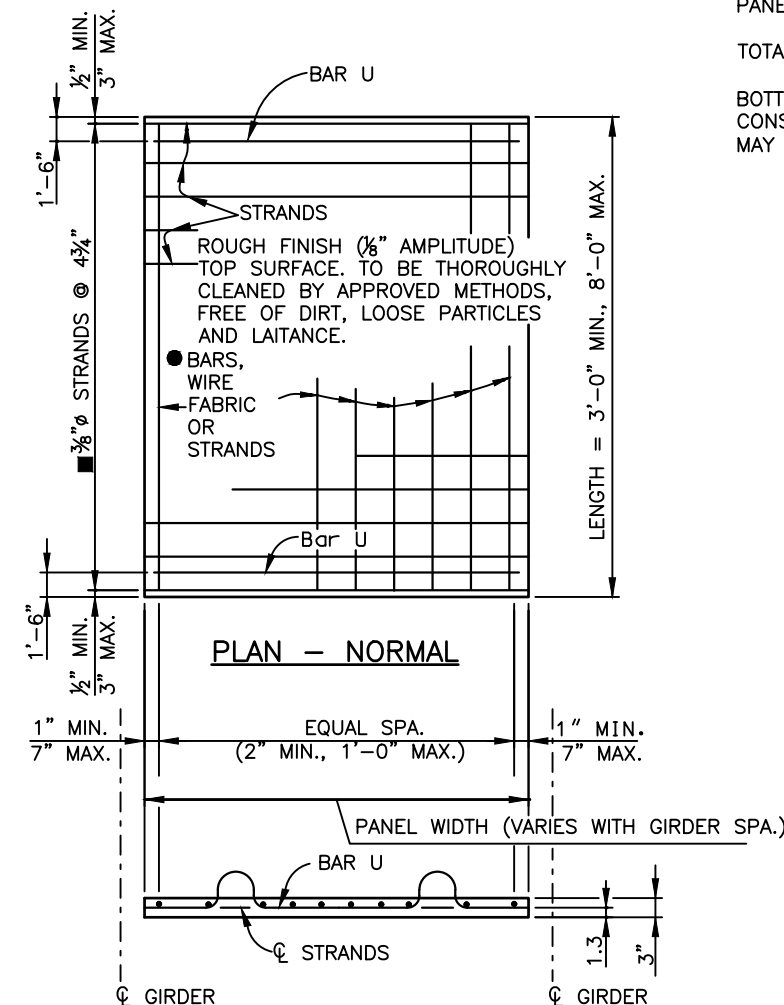 ½" MIN.
3" MAX.
1'-6"
BAR U
PANE
TOTA
BOTT
CONS
MAY
STRANDS
ROUGH FINISH (⅛" AMPLITUDE)
TOP SURFACE. TO BE THOROUGHLY
CLEANED BY APPROVED METHODS,
FREE OF DIRT, LOOSE PARTICLES
AND LAITANCE.
● BARS,
WIRE
FABRIC
OR
STRANDS
■ ⅜"ø STRANDS @ 4¾"
LENGTH = 3'-0" MIN., 8'-0" MAX.
Bar U
1'-6"
½" MIN.
3" MAX.
PLAN – NORMAL
1" MIN.
7" MAX.
EQUAL SPA.
(2" MIN., 1'-0" MAX.)
1" MIN.
7" MAX.
PANEL WIDTH (VARIES WITH GIRDER SPA.)
BAR U
℄ STRANDS
1.3
3"
℄ GIRDER
℄ GIRDER